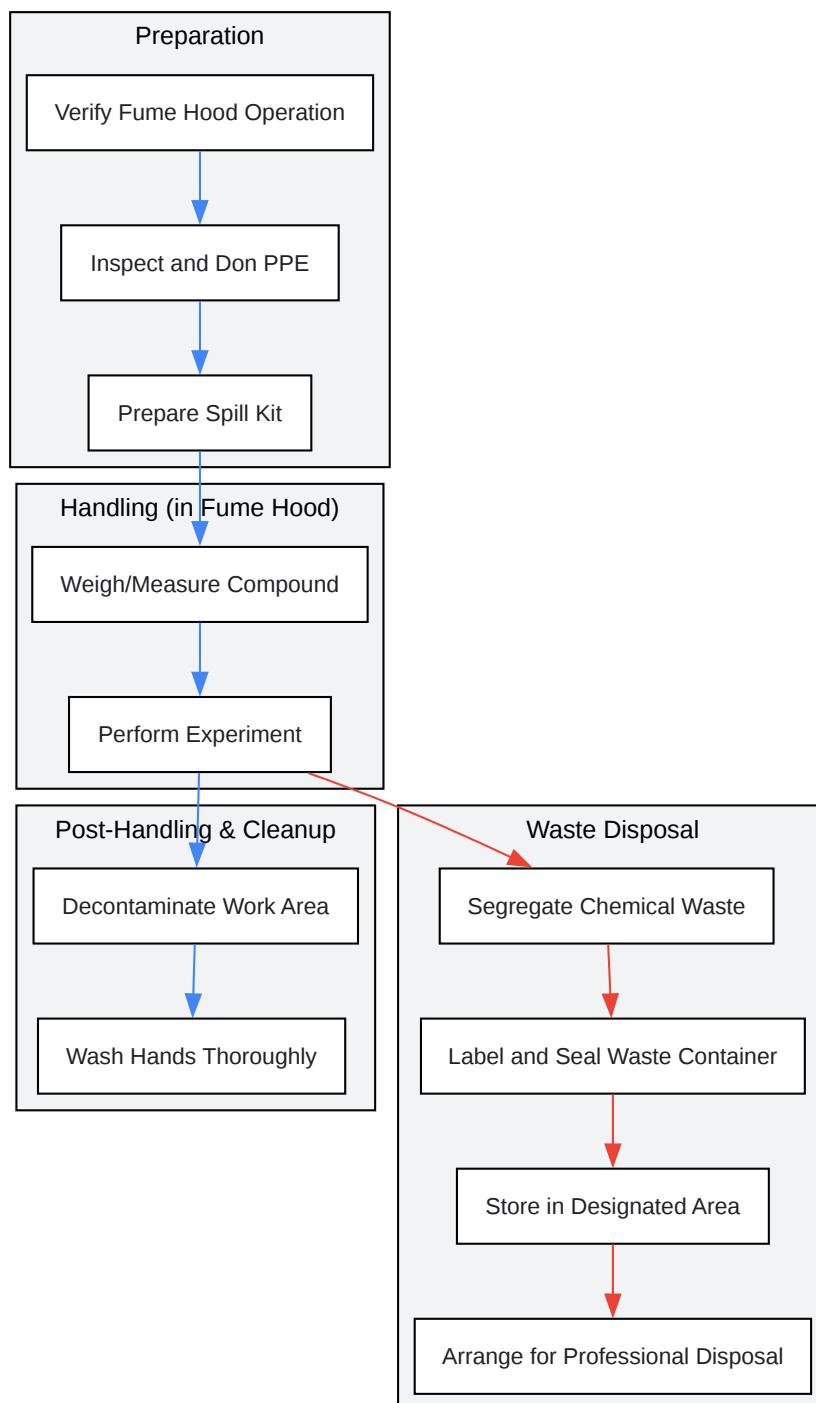 Preparation
Verify Fume Hood Operation
Inspect and Don PPE
Prepare Spill Kit
Handling (in Fume Hood)
Weigh/Measure Compound
Perform Experiment
Post-Handling & Cleanup
Decontaminate Work Area
Wash Hands Thoroughly
Waste Disposal
Segregate Chemical Waste
Label and Seal Waste Container
Store in Designated Area
Arrange for Professional Disposal